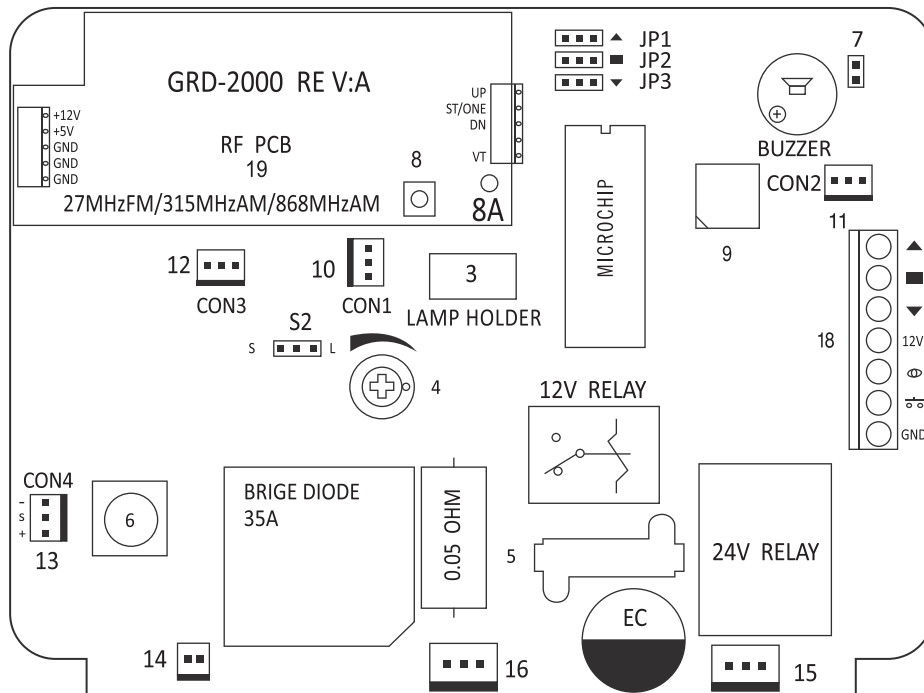 JP1
JP2
JP3
7
GRD-2000 RE V:A
+12V
+5V
GND
GND
GND
UP
ST/ONE
DN
VT
RF PCB
19
8
27MHzFM/315MHzAM/868MHzAM
8A
BUZZER
CON2
MICROCHIP
9
11
12
CON3
10
CON1
3
LAMP HOLDER
S2
S L
4
18
12V
GND
12V RELAY
CON4
-
S
+
13
6
BRIGE DIODE
35A
0.05 OHM
5
24V RELAY
EC
14
16
15